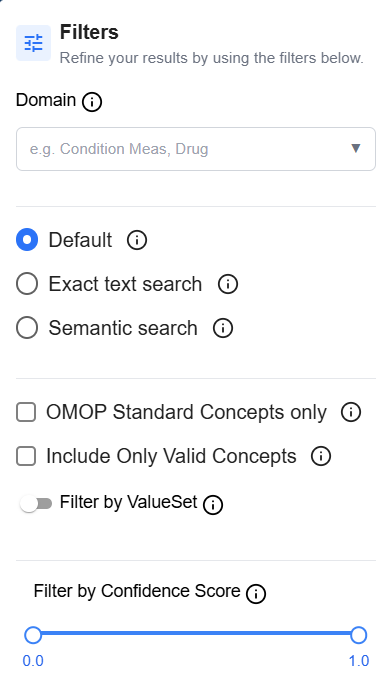 Filters
Refine your results by using the filters below.
Domain
e.g. Condition Meas, Drug
Default
Exact text search
Semantic search
OMOP Standard Concepts only
Include Only Valid Concepts
Filter by ValueSet
Filter by Confidence Score
0.0 1.0